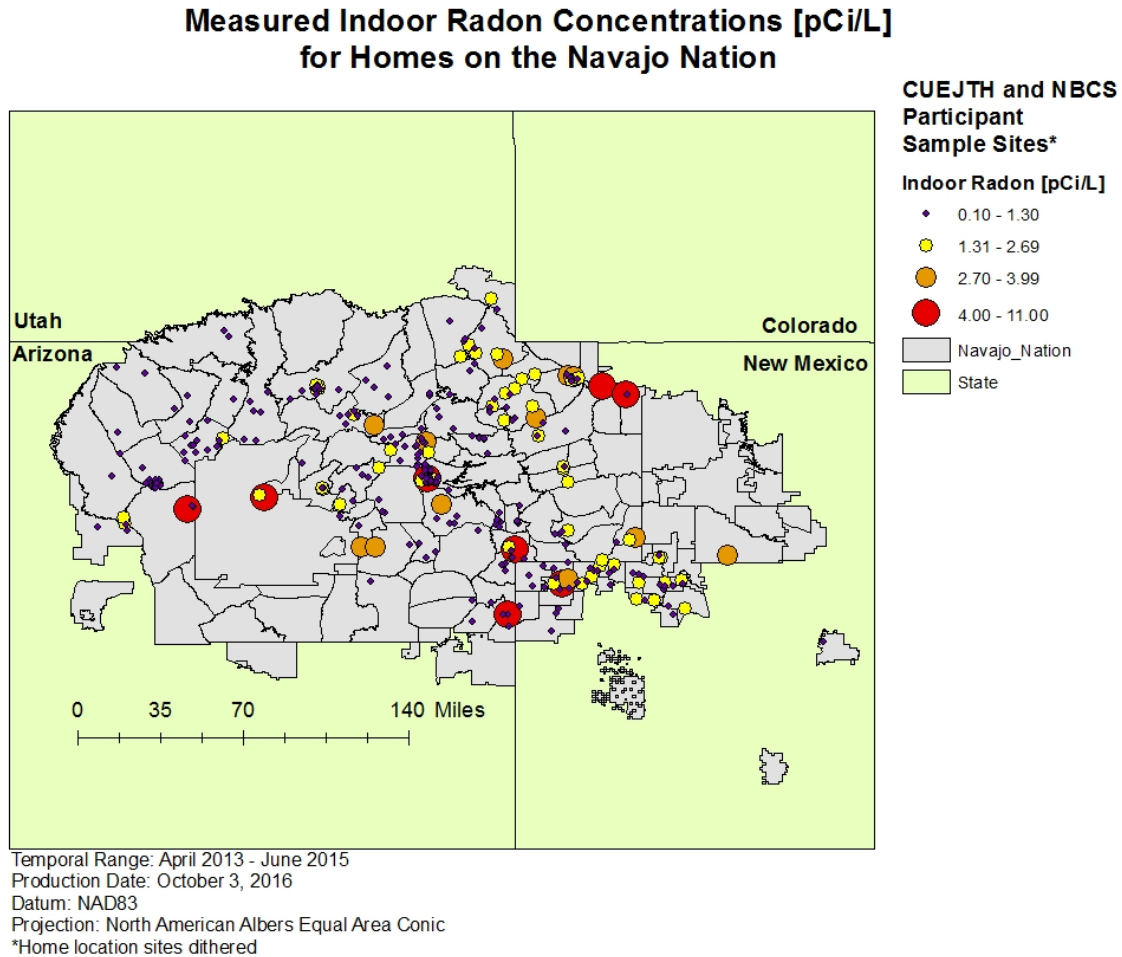 Measured Indoor Radon Concentrations [pCi/L]
for Homes on the Navajo Nation
CUEJTH and NBCS
Participant
Sample Sites*
Indoor Radon [pCi/L]
0.10 - 1.30
1.31 - 2.69
2.70 - 3.99
4.00 - 11.00
Navajo_Nation
State
Utah
Colorado
Arizona
New Mexico
0 35 70 140 Miles
Temporal Range: April 2013 - June 2015
Production Date: October 3, 2016
Datum: NAD83
Projection: North American Albers Equal Area Conic
*Home location sites dithered